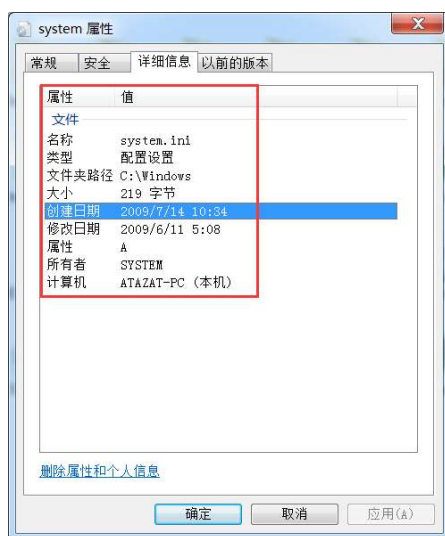 system 属性
常规 安全 详细信息 以前的版本
属性 值
文件
名称 system.ini
类型 配置设置
文件夹路径 C:\Windows
大小 219 字节
创建日期 2009/7/14 10:34
修改日期 2009/6/11 5:08
属性 A
所有者 SYSTEM
计算机 ATAZAT-PC (本机)
删除属性和个人信息
确定 取消 应用(A)